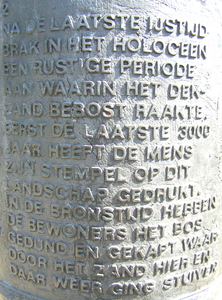 2
NA DE LAATSTE IJSTIJD
BRAK IN HET HOLOCEEN
EEN RUSTIGE PERIODE
AAN WAARIN HET DEK-
ZAND BEBOST RAAKTE.
EERST DE LAATSTE 3000
JAAR HEEFT DE MENS
ZIJN STEMPEL OP DIT
LANDSCHAP GEDRUKT.
IN DE BRONSTIJD HEBBEN
DE BEWONERS HET BOS
GEDUND EN GEKAPT WAAR
DOOR HET ZAND HIER EN
DAAR WEER GING STUIVEN